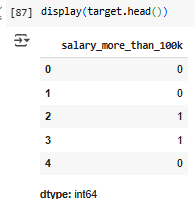 [87] display(target.head())
salary_more_than_100k
0 0
1 0
2 1
3 1
4 0
dtype: int64